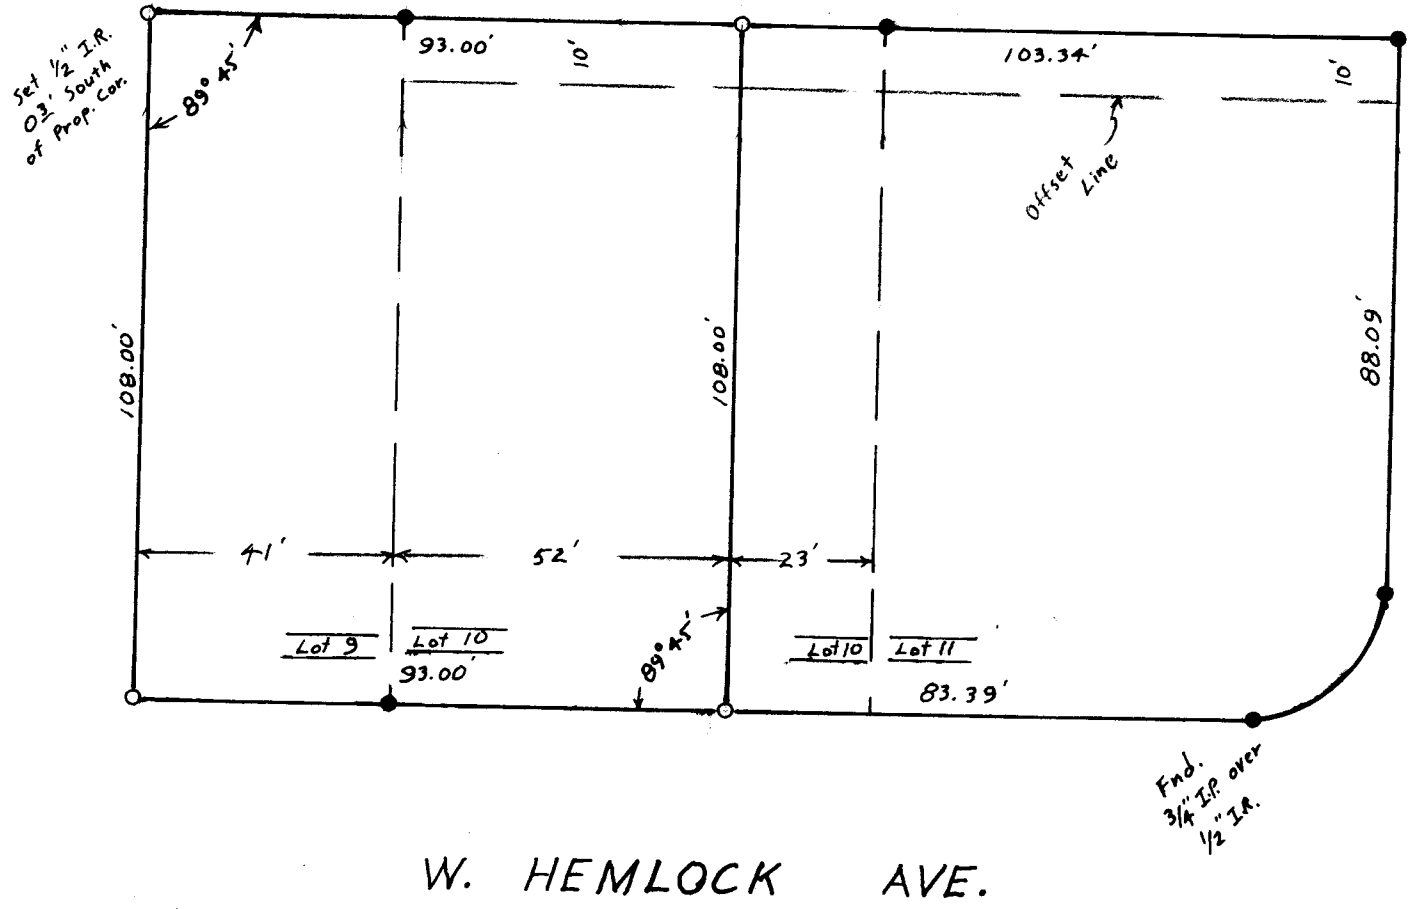 Set 1/2" I.R.
03' South
of Prop. Cor.
89° 45'
93.00'
10'
103.34'
10'
Offset
Line
108.00'
108.00'
88.09'
41'
52'
23'
Lot 9
Lot 10
93.00'
89° 45'
Lot 10
Lot 11
83.39'
Fnd.
3/4" I.P. over
1/2" I.R.
W. HEMLOCK AVE.